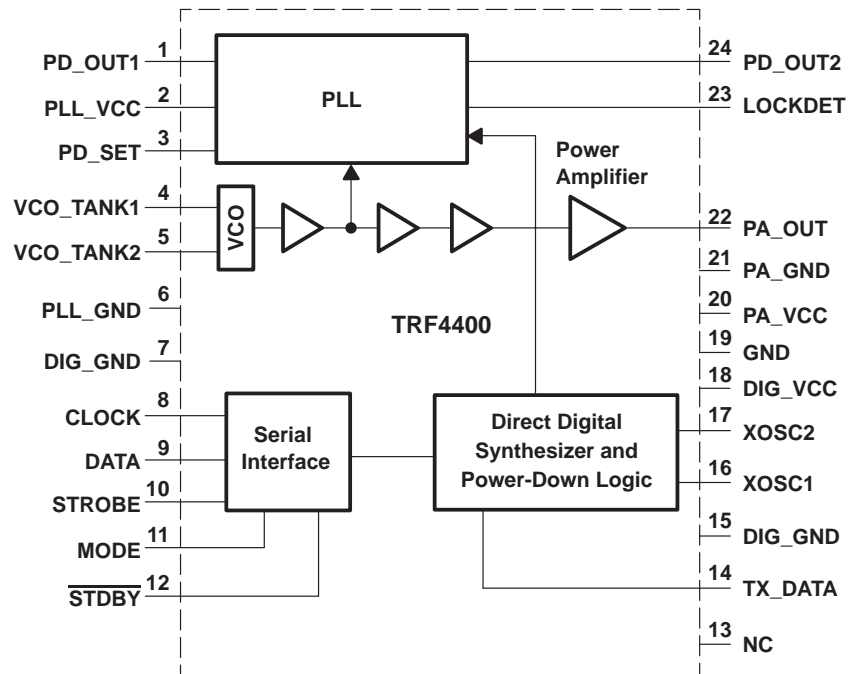 1
PD_OUT1
2
PLL_VCC
3
PD_SET
4
VCO_TANK1
5
VCO_TANK2
6
PLL_GND
7
DIG_GND
8
CLOCK
9
DATA
10
STROBE
11
MODE
12
STDBY
PLL
VCO
Power
Amplifier
TRF4400
Serial
Interface
Direct Digital
Synthesizer and
Power-Down Logic
24
PD_OUT2
23
LOCKDET
22
PA_OUT
21
PA_GND
20
PA_VCC
19
GND
18
DIG_VCC
17
XOSC2
16
XOSC1
15
DIG_GND
14
TX_DATA
13
NC